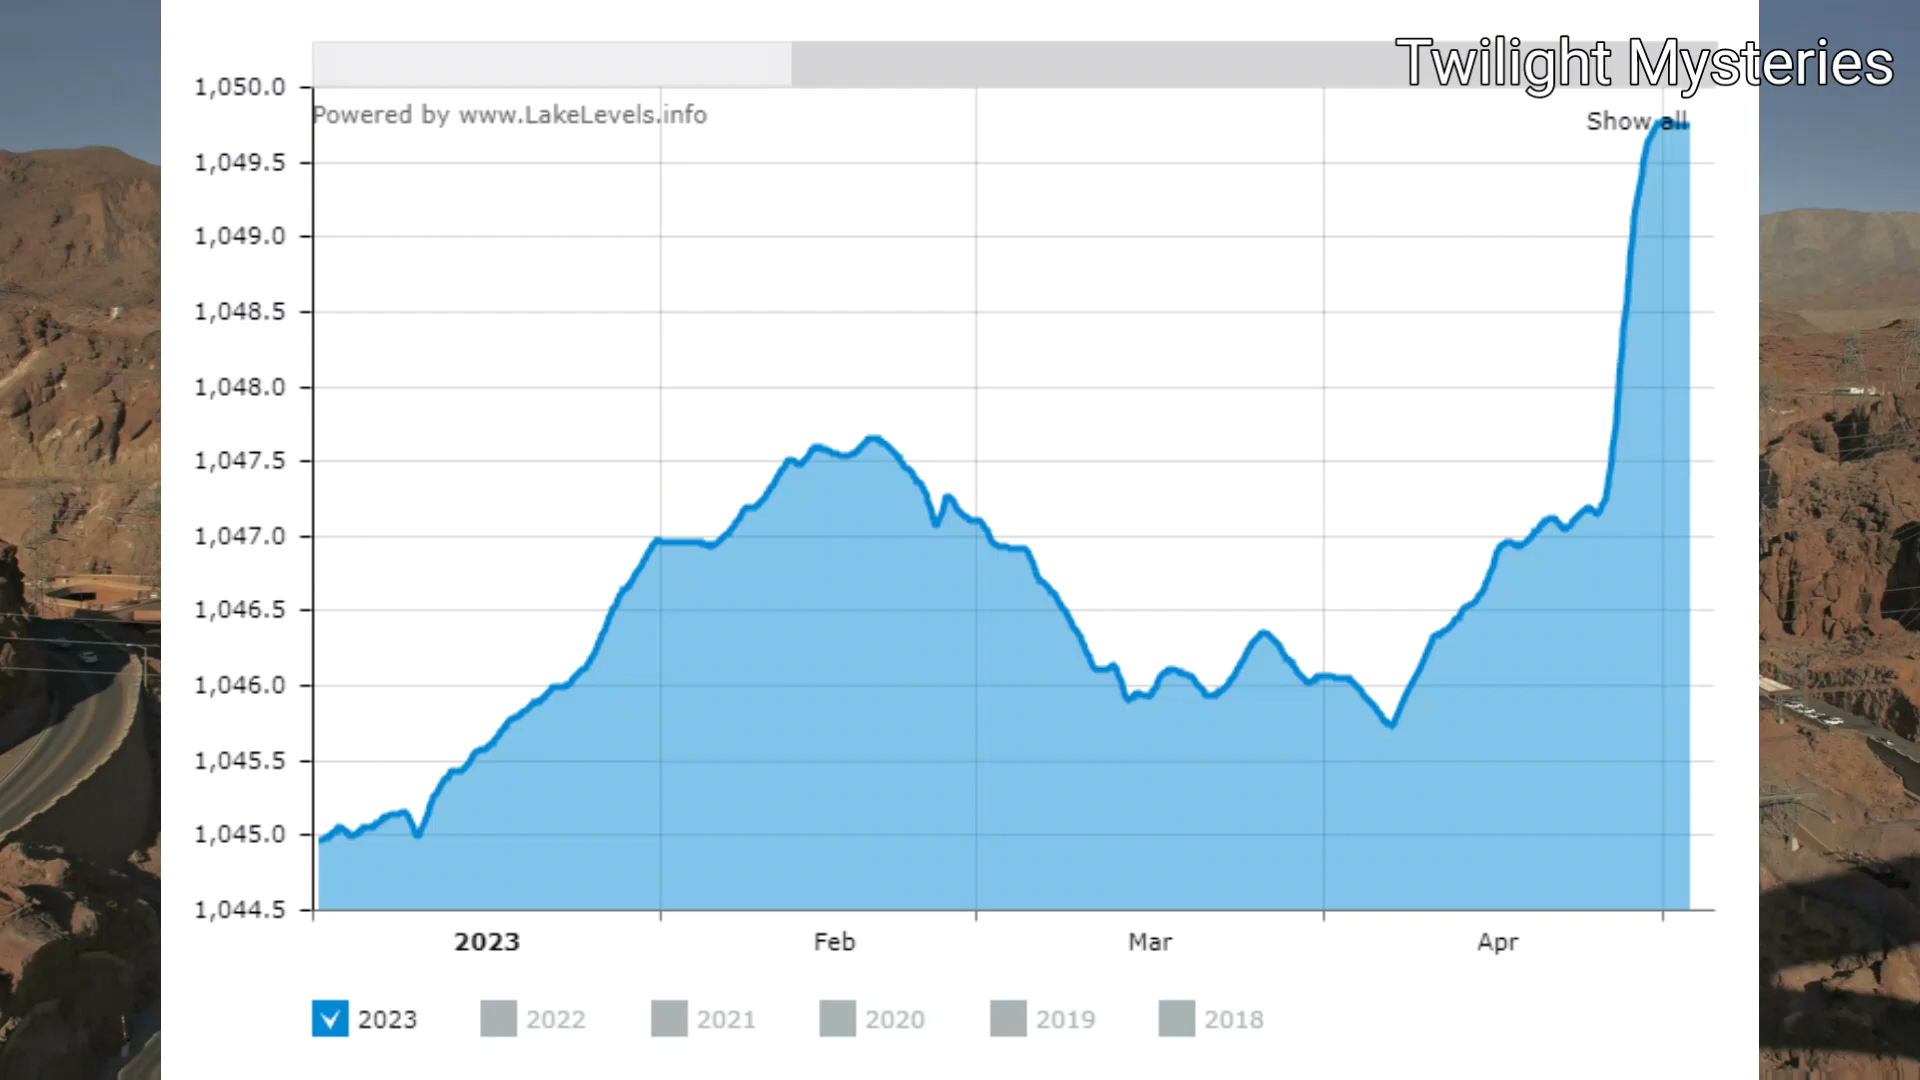 Twilight Mysteries
1,050.0
Powered by www.LakeLevels.info
Show all
1,049.5
1,049.0
1,048.5
1,048.0
1,047.5
1,047.0
1,046.5
1,046.0
1,045.5
1,045.0
1,044.5
2023 Feb Mar Apr
2023 2022 2021 2020 2019 2018